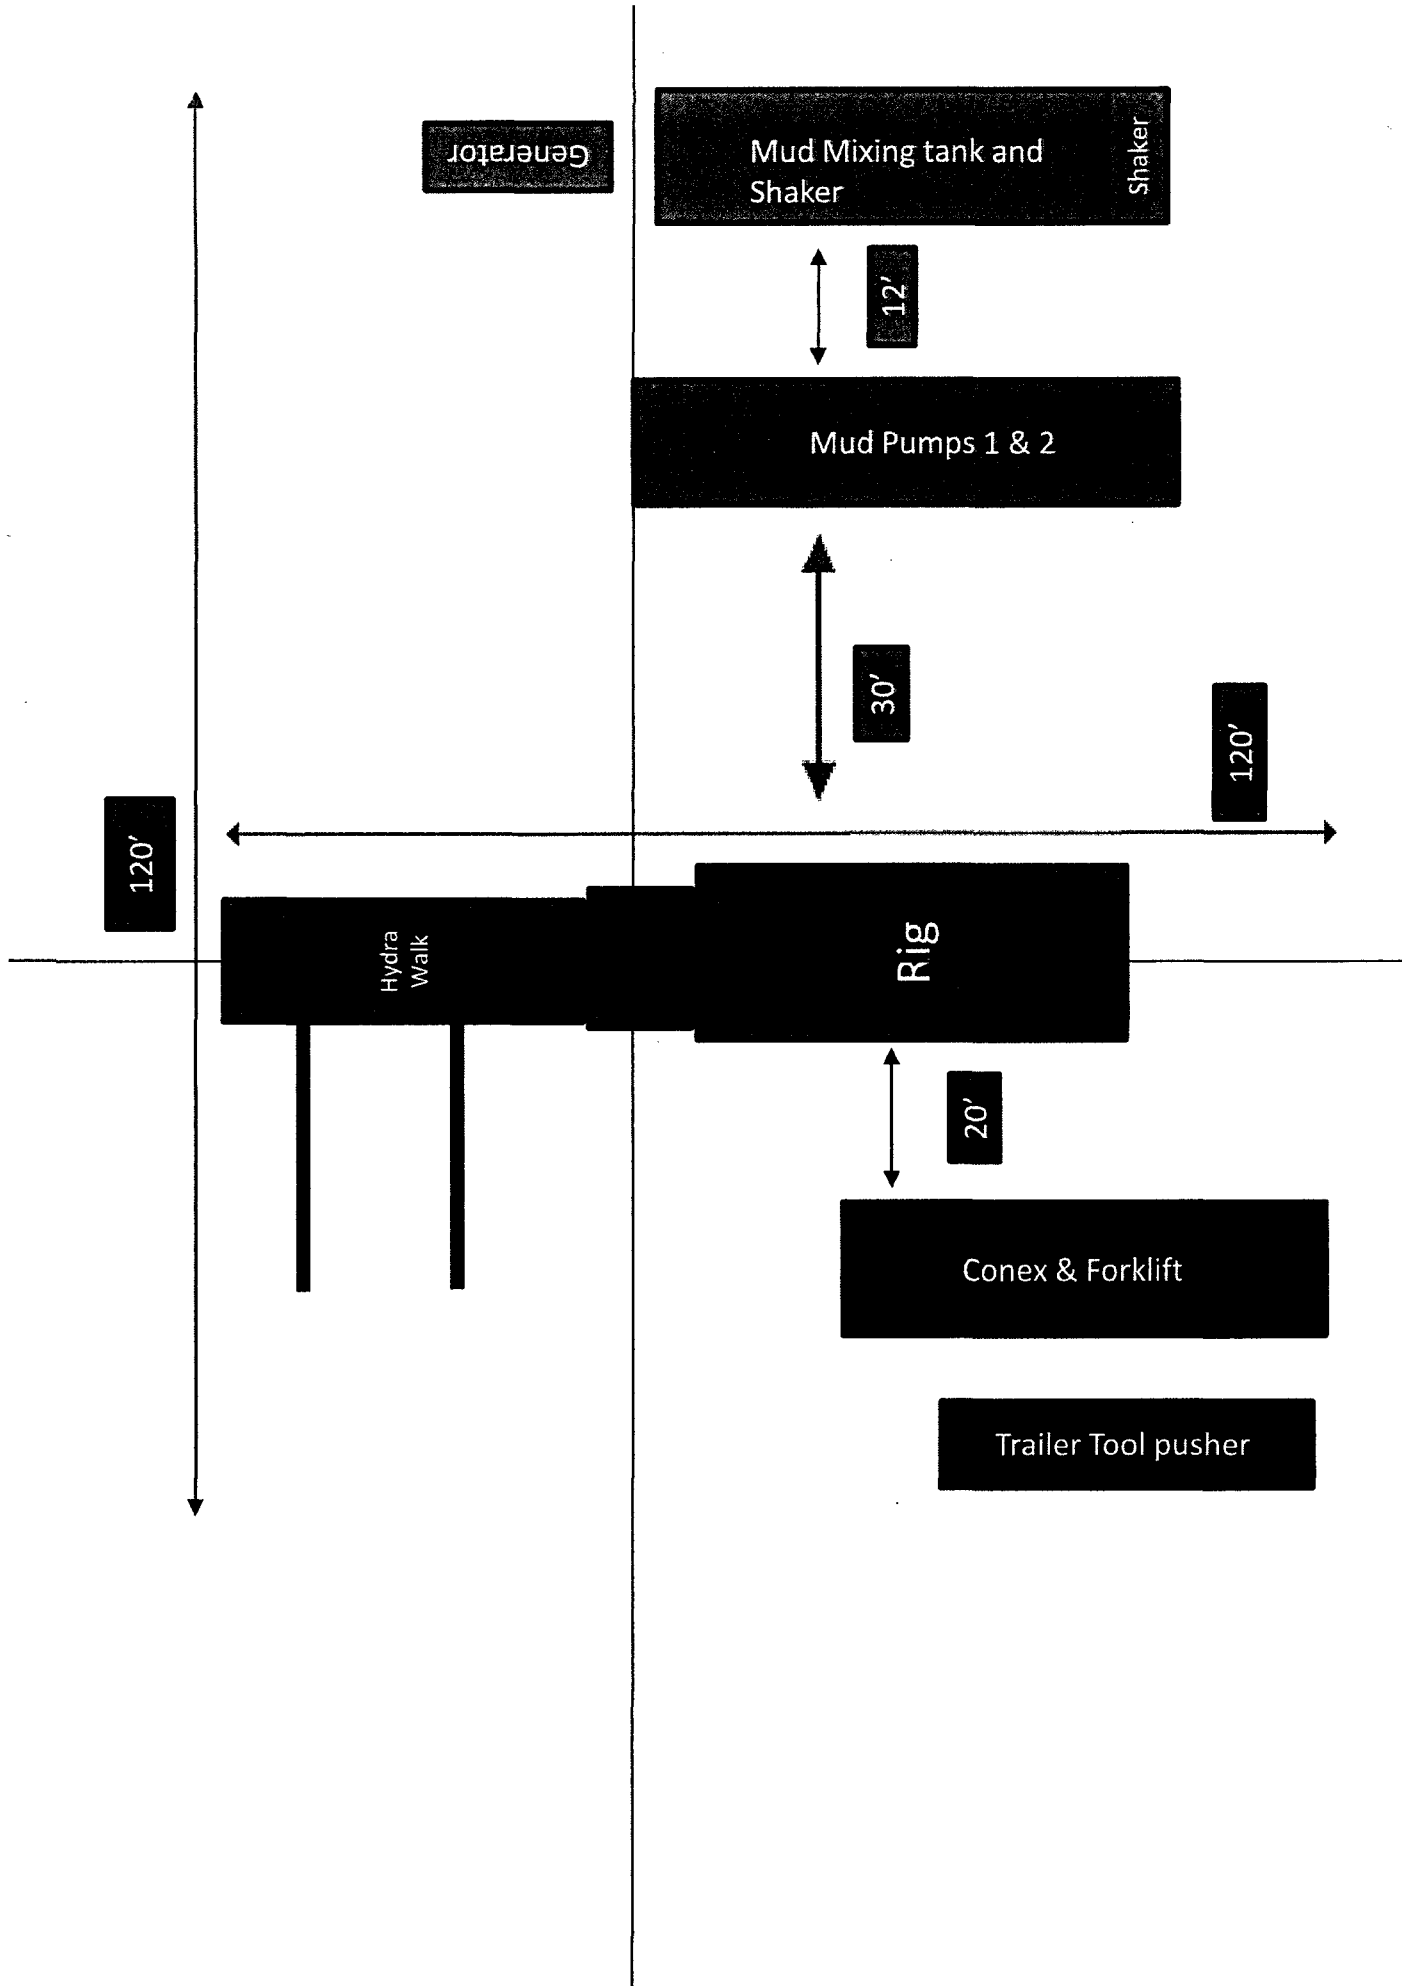 Generator
Mud Mixing tank and
Shaker
Shaker
12’
Mud Pumps 1 & 2
30’
120’
120’
Hydra
Walk
Rig
20’
Conex & Forklift
Trailer Tool pusher